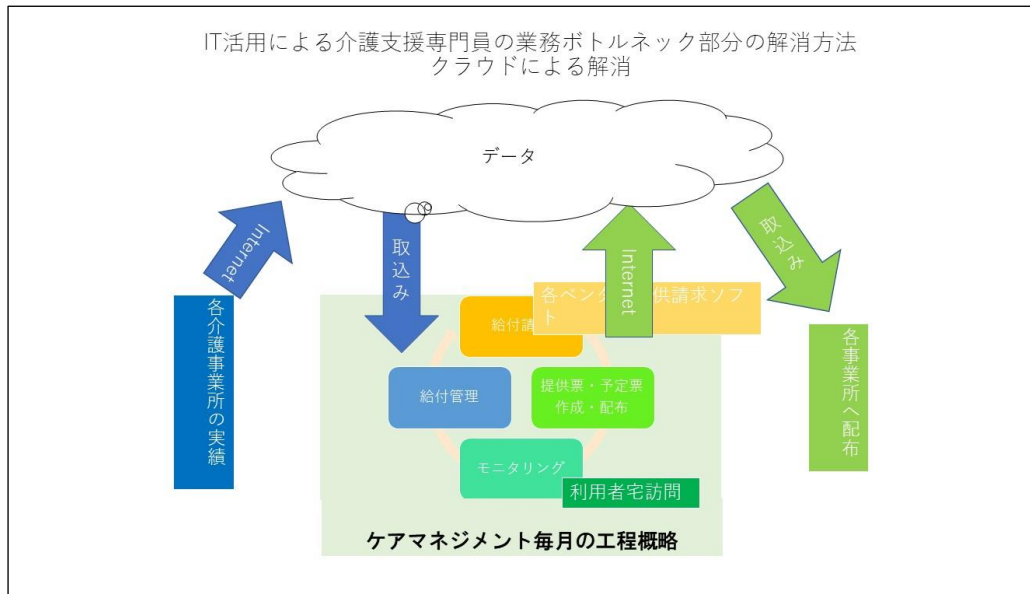 IT活用による介護支援専門員の業務ボトルネック部分の解消方法
クラウドによる解消
データ
Internet
取込み
Internet
取込み
各介護事業所の実績
各ベンダ
供請求ソフ
ト
給付請
給付管理
提供票・予定票
作成・配布
モニタリング
利用者宅訪問
各事業所へ配布
ケアマネジメント毎月の工程概略